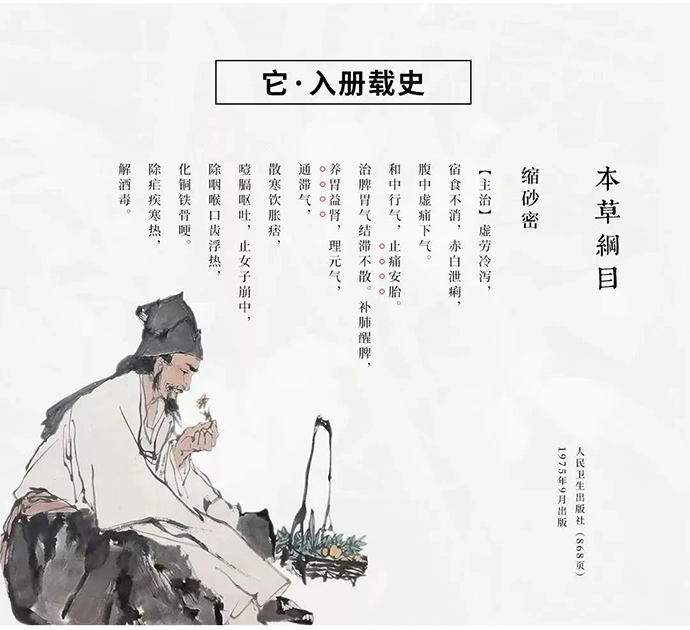 它·入册载史
本草綱目
缩砂密
【主治】虚劳冷泻，
宿食不消，赤白泄痢，
腹中虚痛下气。
和中行气，止痛安胎。
治脾胃气结滞不散。补肺醒脾，
养胃益肾，理元气，
通滞气，
散寒饮胀痞，
噎膈呕吐，止女子崩中，
除咽喉口齿浮热，
化铜铁骨哽。
除疟疾寒热，
解酒毒。
人民卫生出版社（868页）
1975年9月出版